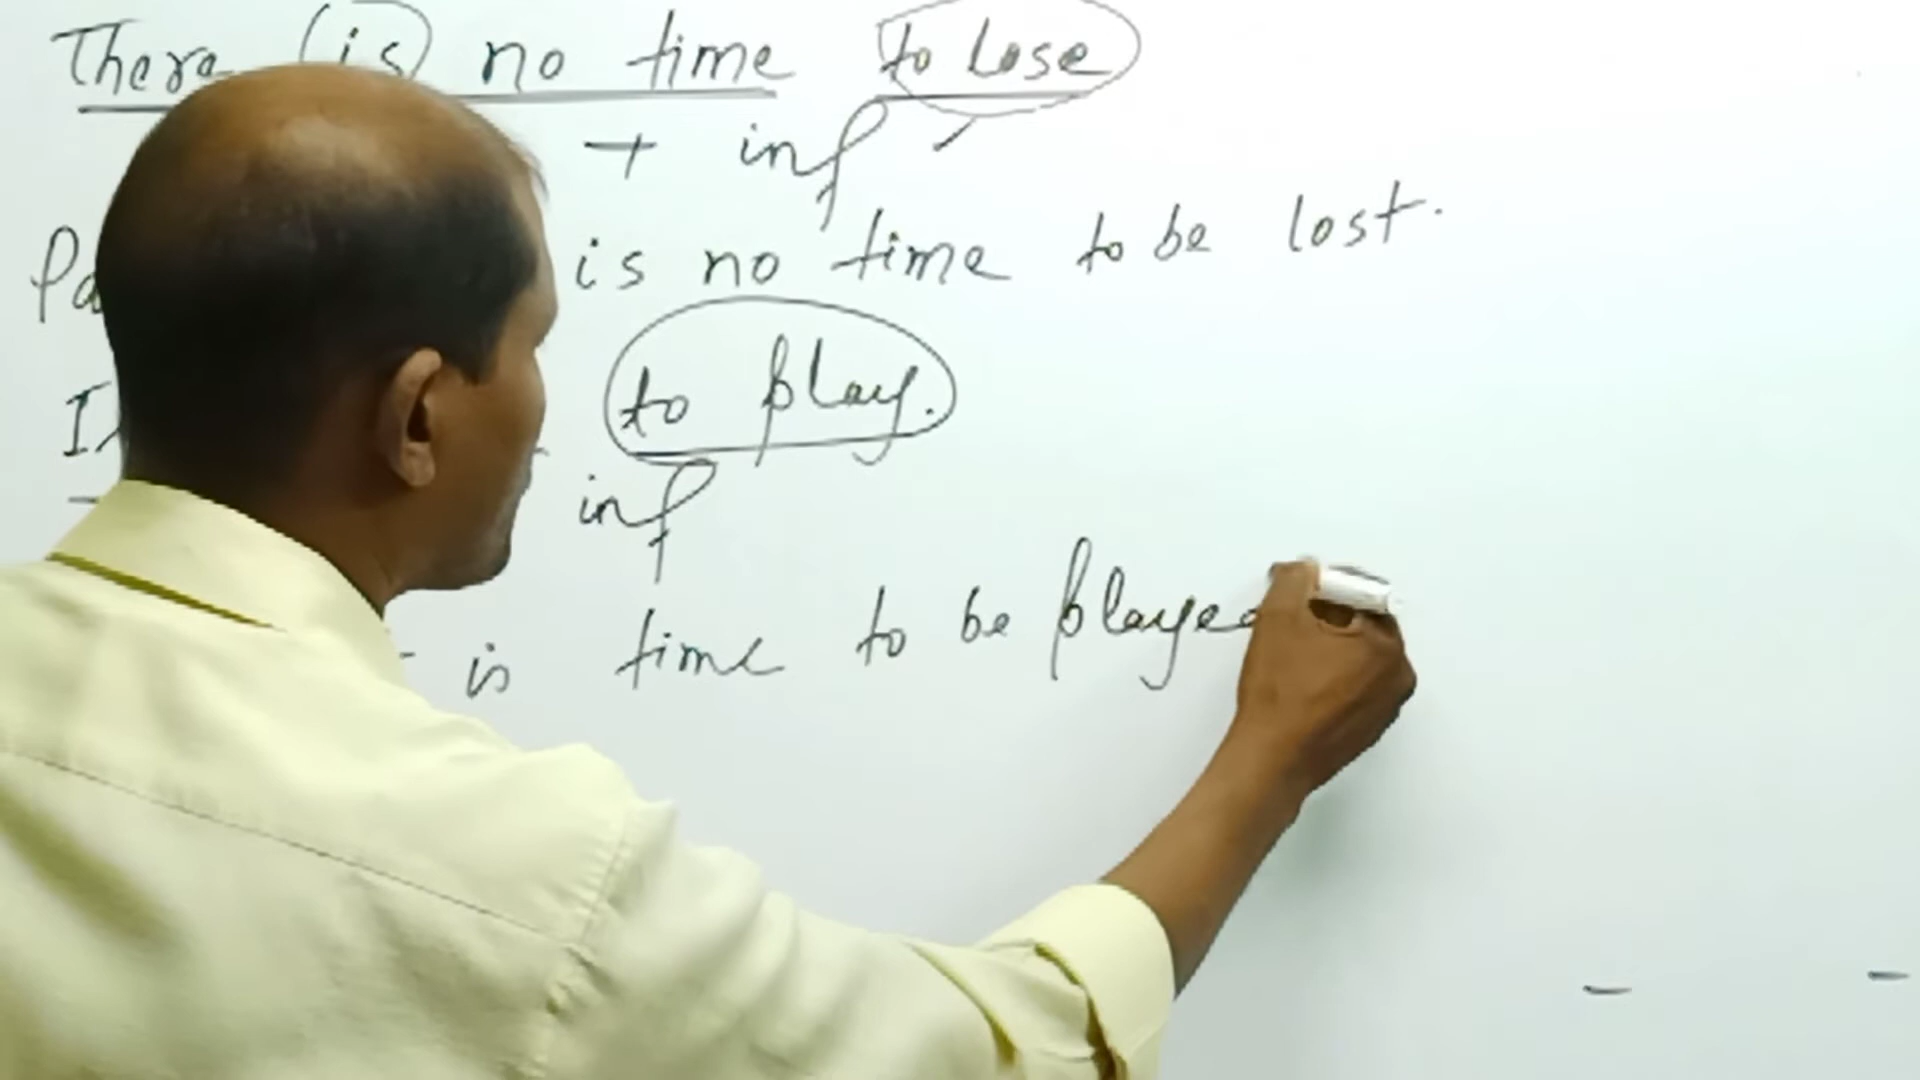 There is no time to lose
+ inf
is no time to be lost.
to play.
inf
is time to be played